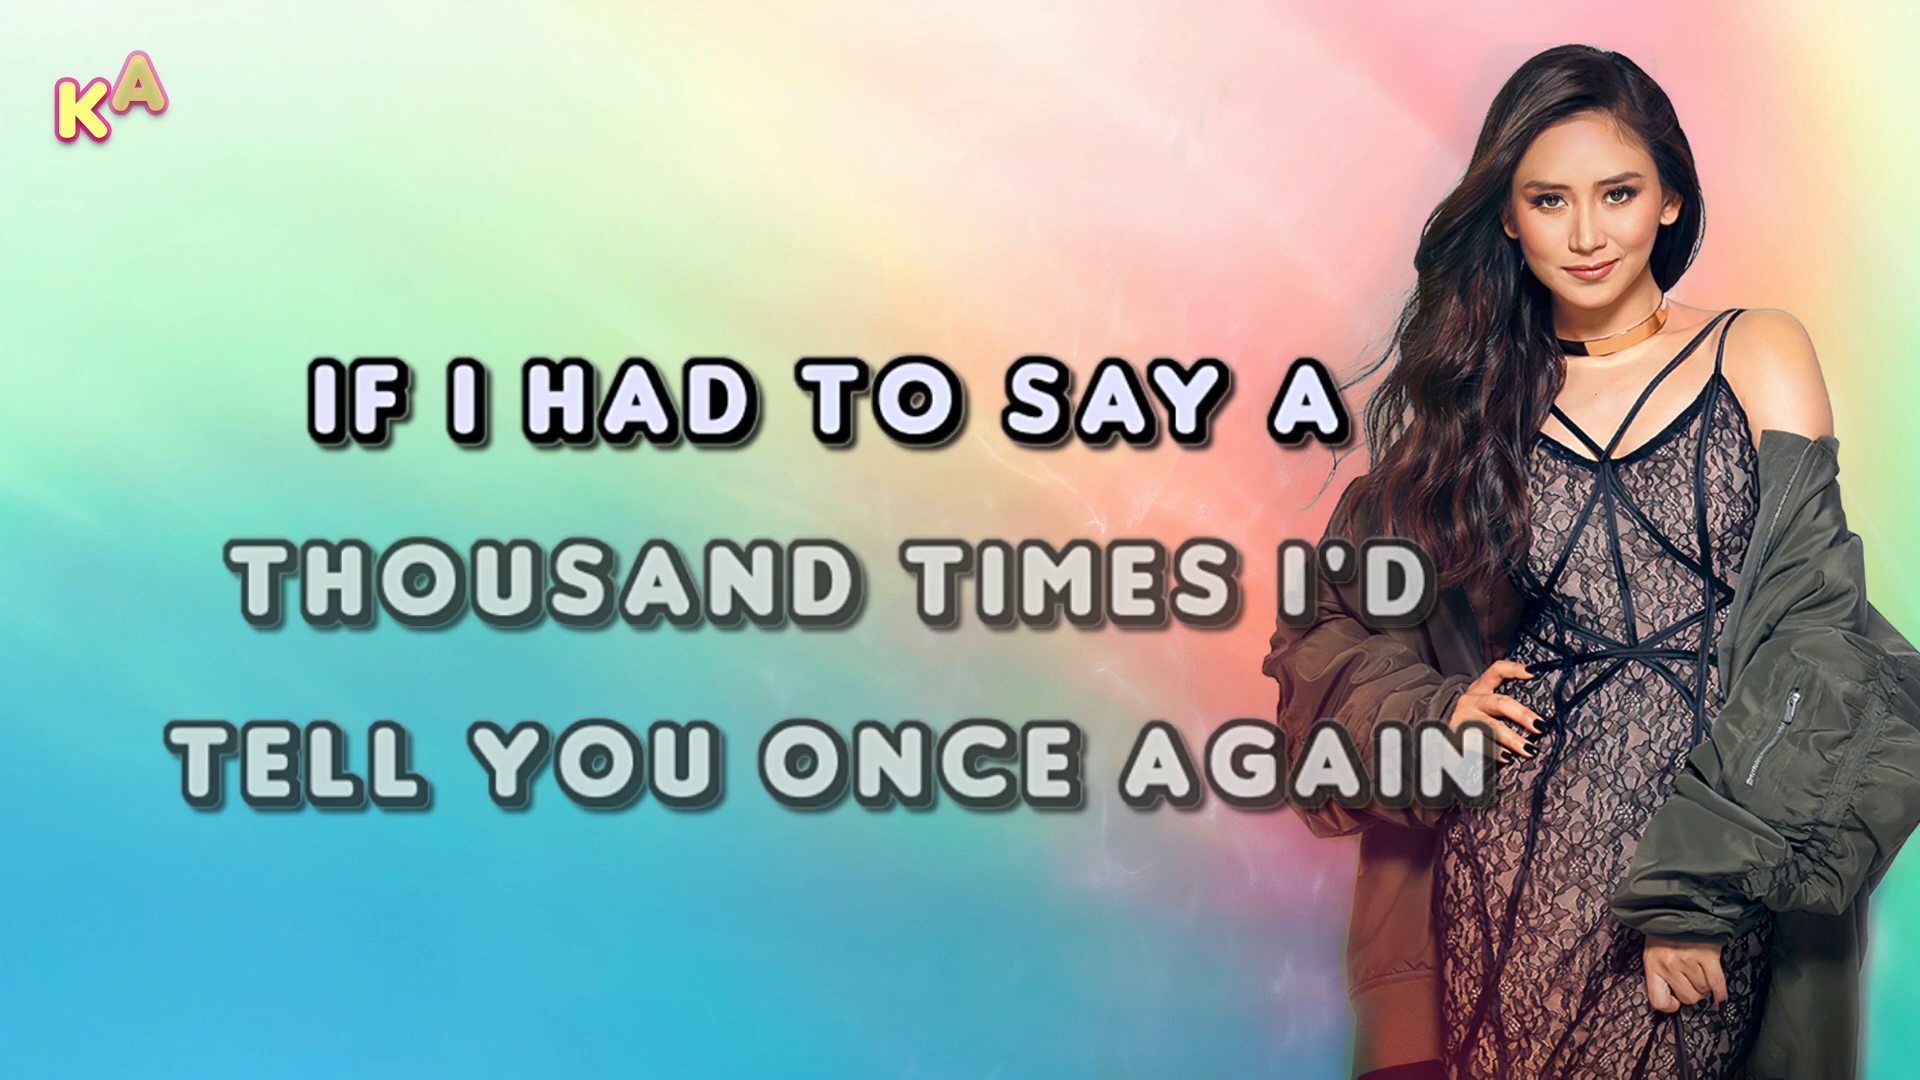 KA
IF I HAD TO SAY A
THOUSAND TIMES I'D
TELL YOU ONCE AGAIN